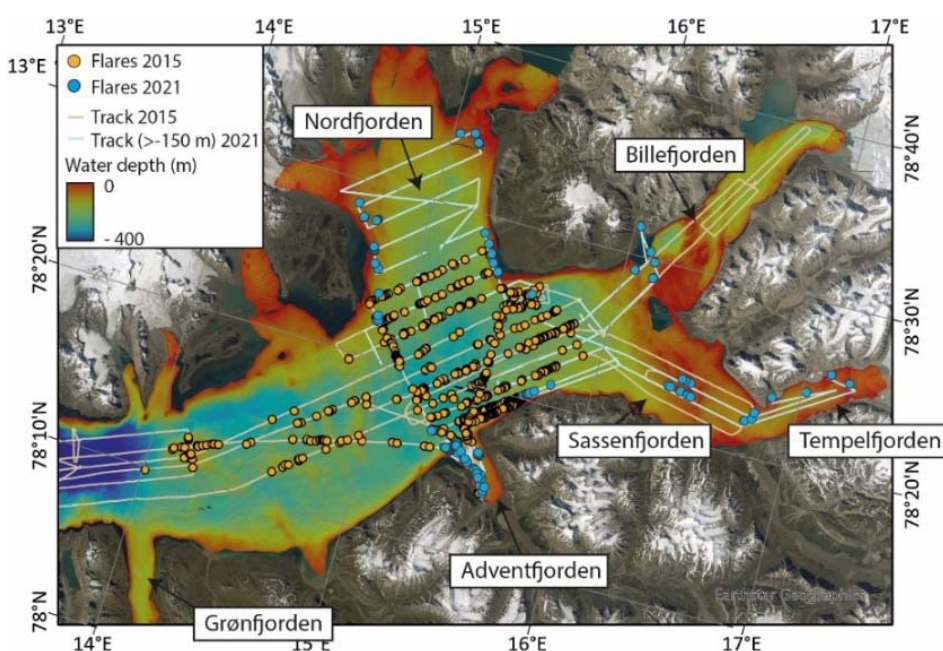 13°E
14°E
15°E
16°E
17°E
13°E
Flares 2015
Flares 2021
Track 2015
Track (>-150 m) 2021
Water depth (m)
0
- 400
Nordfjorden
Billefjorden
78°40'N
78°20'N
78°30'N
78°10'N
Sassenfjorden
Tempelfjorden
78°20'N
Adventfjorden
78°N
Grønfjorden
14°E
15°E
16°E
17°E